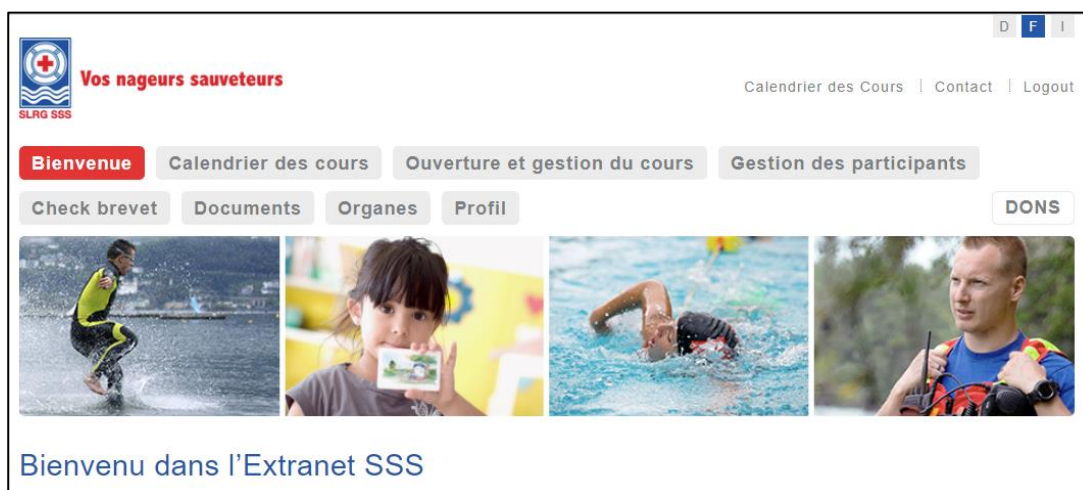 D F I
Vos nageurs sauveteurs
SLRG SSS
Calendrier des Cours | Contact | Logout
Bienvenue Calendrier des cours Ouverture et gestion du cours Gestion des participants
Check brevet Documents Organes Profil DONS
Bienvenu dans l'Extranet SSS